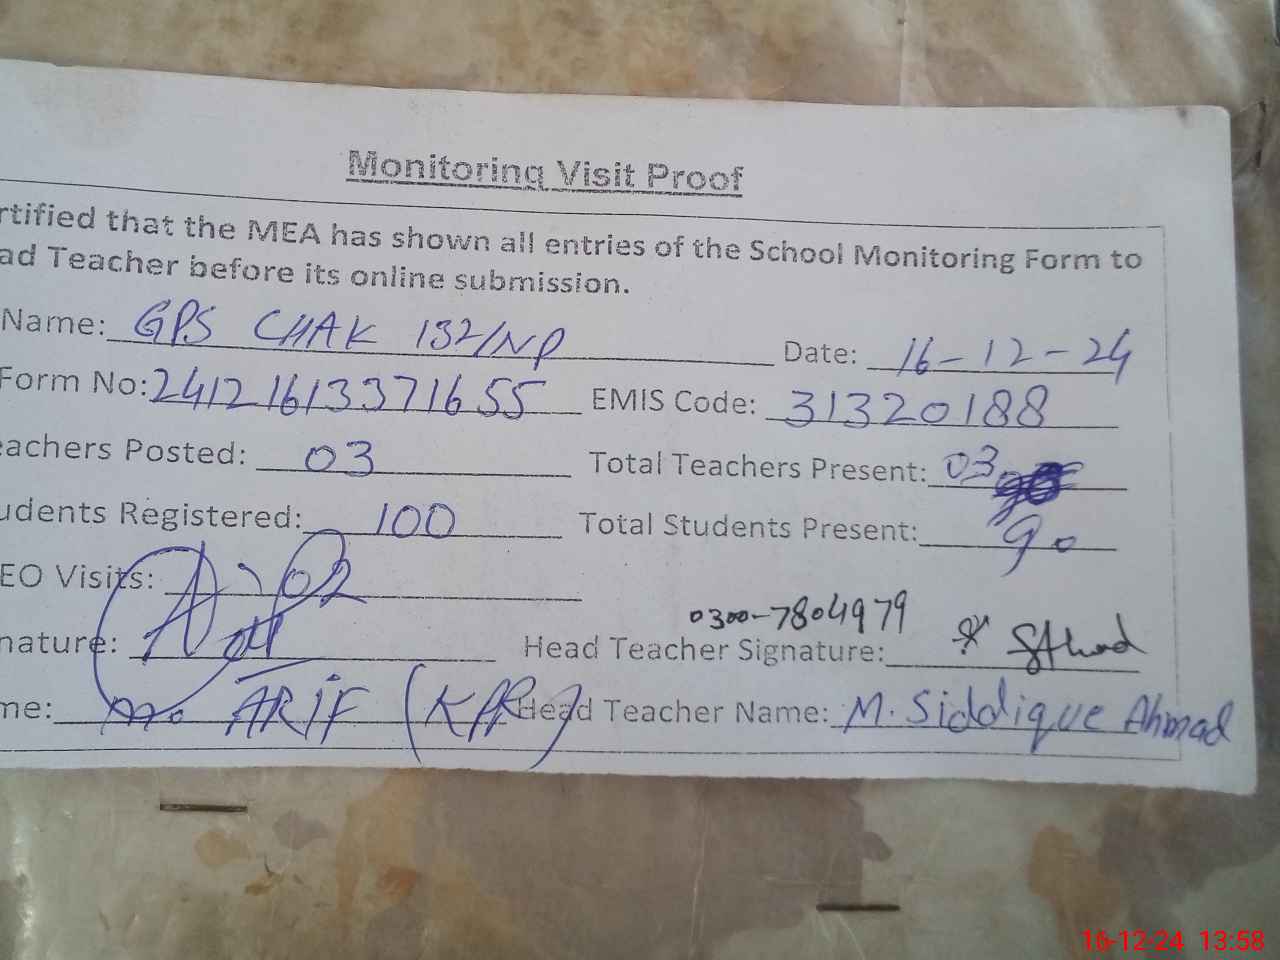 Monitoring Visit Proof
rtified that the MEA has shown all entries of the School Monitoring Form to
ad Teacher before its online submission.
Name: GPS CHAK 132/NP Date: 16-12-24
Form No: 24121613371655 EMIS Code: 31320188
eachers Posted: 03 Total Teachers Present: 03
udents Registered: 100 Total Students Present: 90
EO Visits: 02
0300-7804979
nature: Head Teacher Signature:
me: ARIF Head Teacher Name: M. Siddique Ahmad
16-12-24 13:58